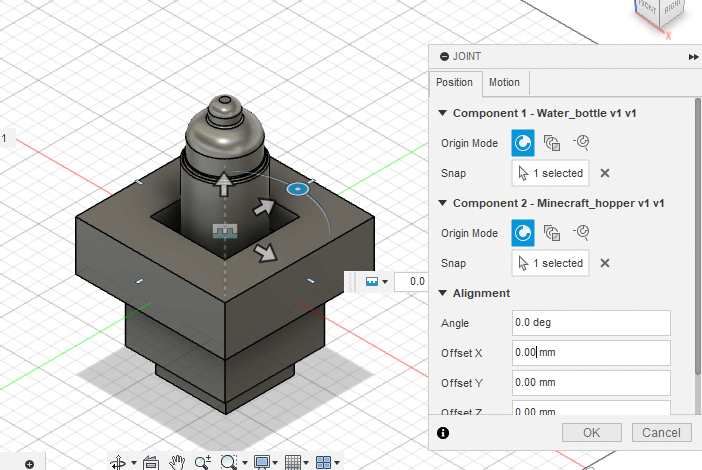 FRONT
RIGHT
X
JOINT
Position
Motion
Component 1 - Water_bottle v1 v1
Origin Mode
Snap
1 selected
Component 2 - Minecraft_hopper v1 v1
Origin Mode
Snap
1 selected
Alignment
Angle
0.0 deg
Offset X
0.00 mm
Offset Y
0.00 mm
Offset Z
0.00 mm
OK
Cancel
1
0.0